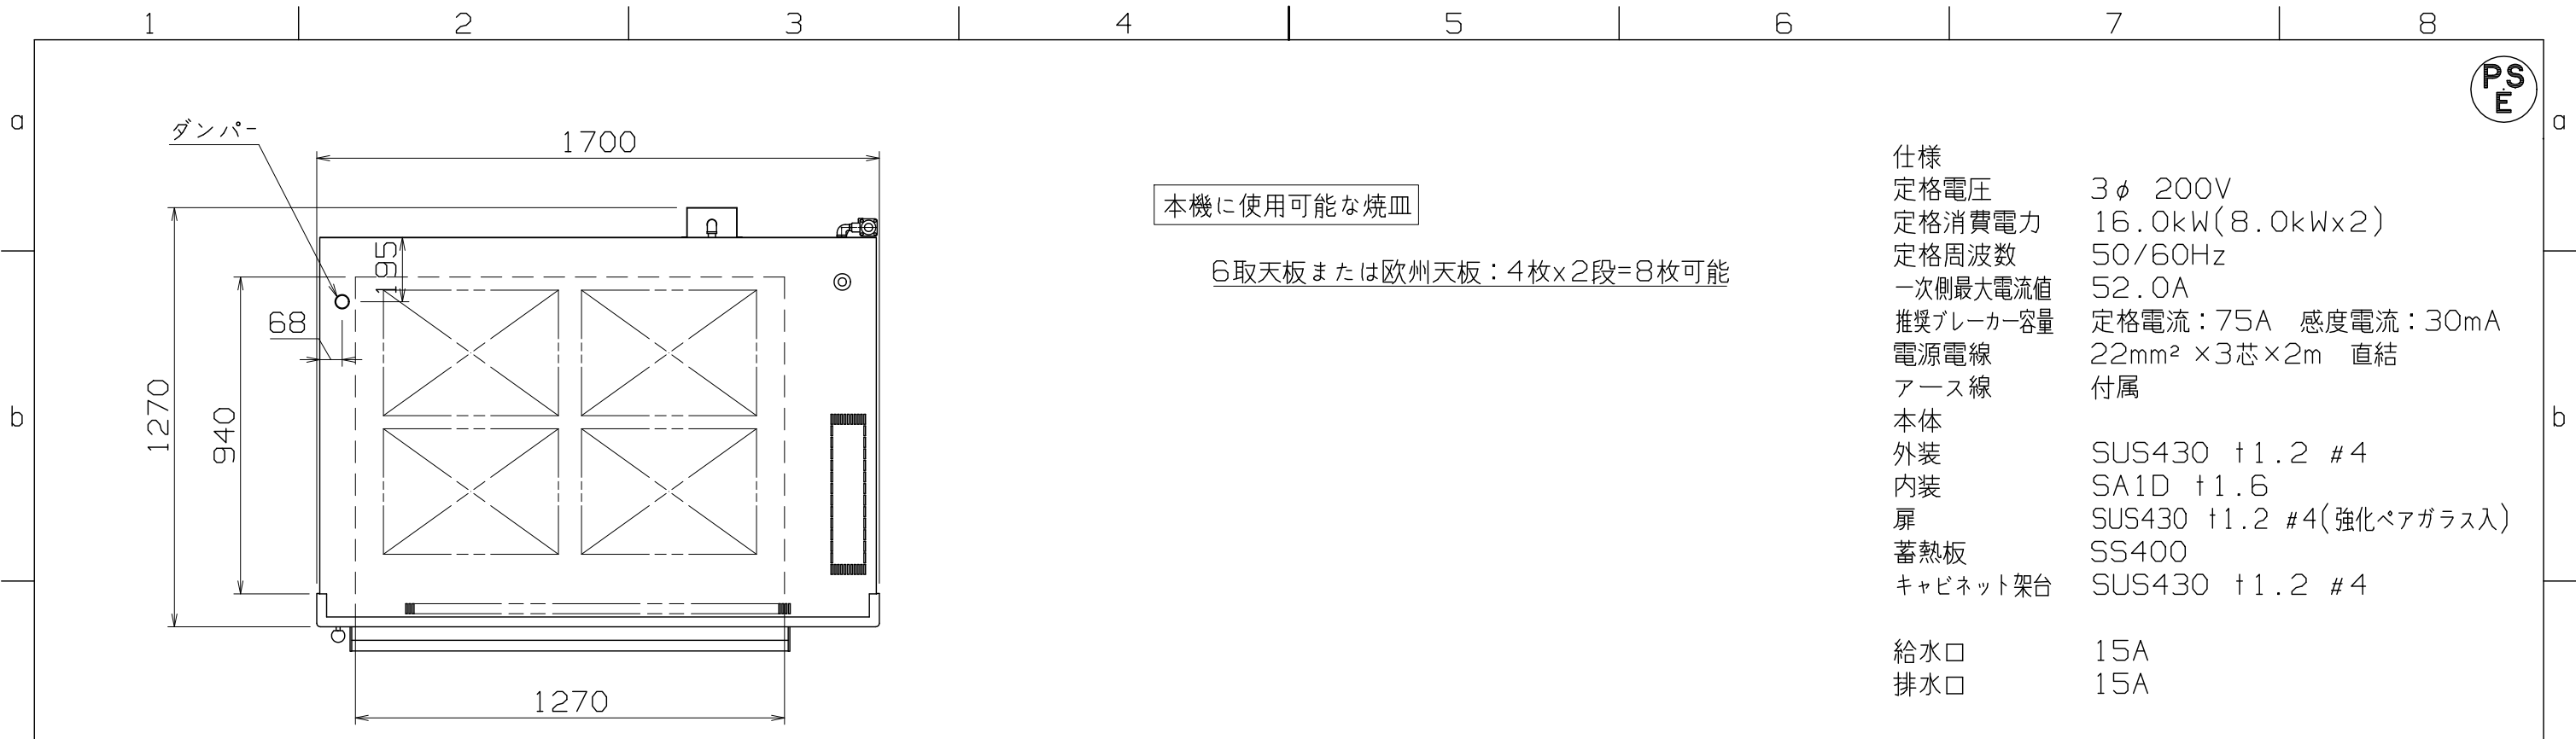 1 2 3 4 5 6 7 8
PS
E
a a
ダンパー
1700
195
68
1270
940
1270
b b
本機に使用可能な焼皿
6取天板または欧州天板：4枚x2段=8枚可能
仕様
定格電圧 3φ 200V
定格消費電力 16.0kW(8.0kWx2)
定格周波数 50/60Hz
一次側最大電流値 52.0A
推奨ブレーカー容量 定格電流：75A 感度電流：30mA
電源電線 22mm² ×3芯×2m 直結
アース線 付属
本体
外装 SUS430 t1.2 #4
内装 SA1D t1.6
扉 SUS430 t1.2 #4(強化ペアガラス入)
蓄熱板 SS400
キャビネット架台 SUS430 t1.2 #4
給水口 15A
排水口 15A